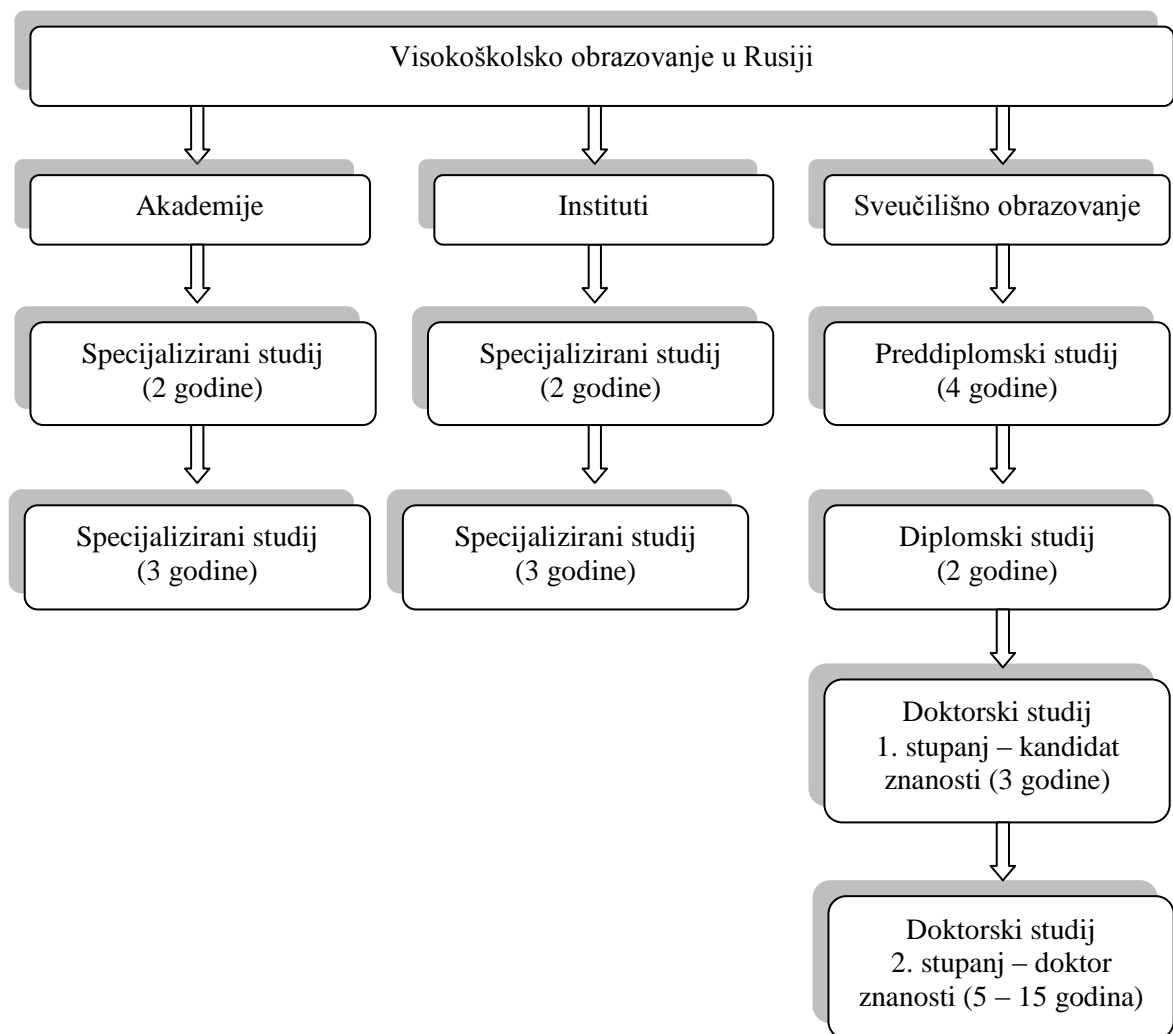 Visokoškolsko obrazovanje u Rusiji
Akademije
Instituti
Sveučilišno obrazovanje
Specijalizirani studij
(2 godine)
Specijalizirani studij
(2 godine)
Preddiplomski studij
(4 godine)
Specijalizirani studij
(3 godine)
Specijalizirani studij
(3 godine)
Diplomski studij
(2 godine)
Doktorski studij
1. stupanj – kandidat
znanosti (3 godine)
Doktorski studij
2. stupanj – doktor
znanosti (5 – 15 godina)